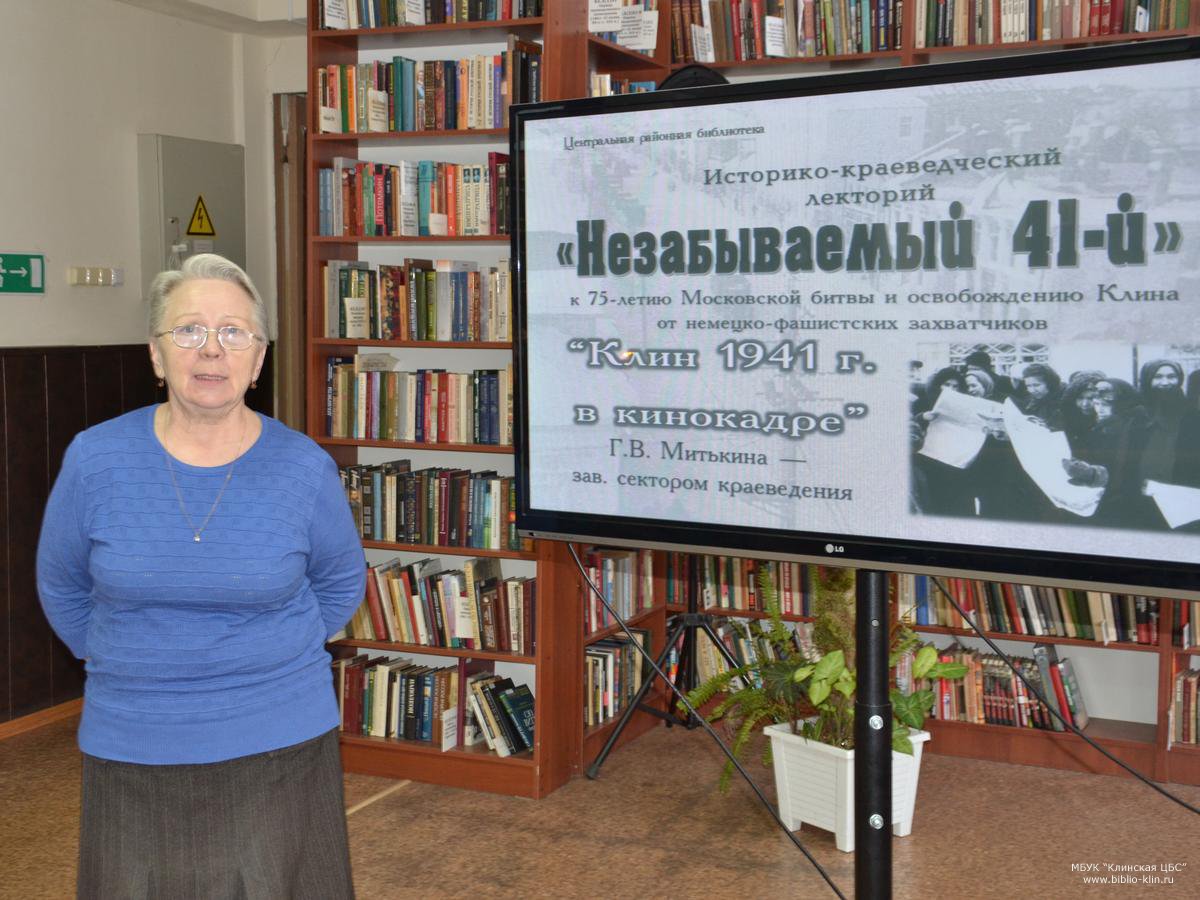 Центральная районная библиотека
Историко-краеведческий
лекторий
«Незабываемый 41-й»
к 75-летию Московской битвы и освобождению Клина
от немецко-фашистских захватчиков
“Клин 1941 г.
в кинокадре”
Г.В. Митькина —
зав. сектором краеведения
LG
МБУК “Клинская ЦБС”
www.biblio-klin.ru